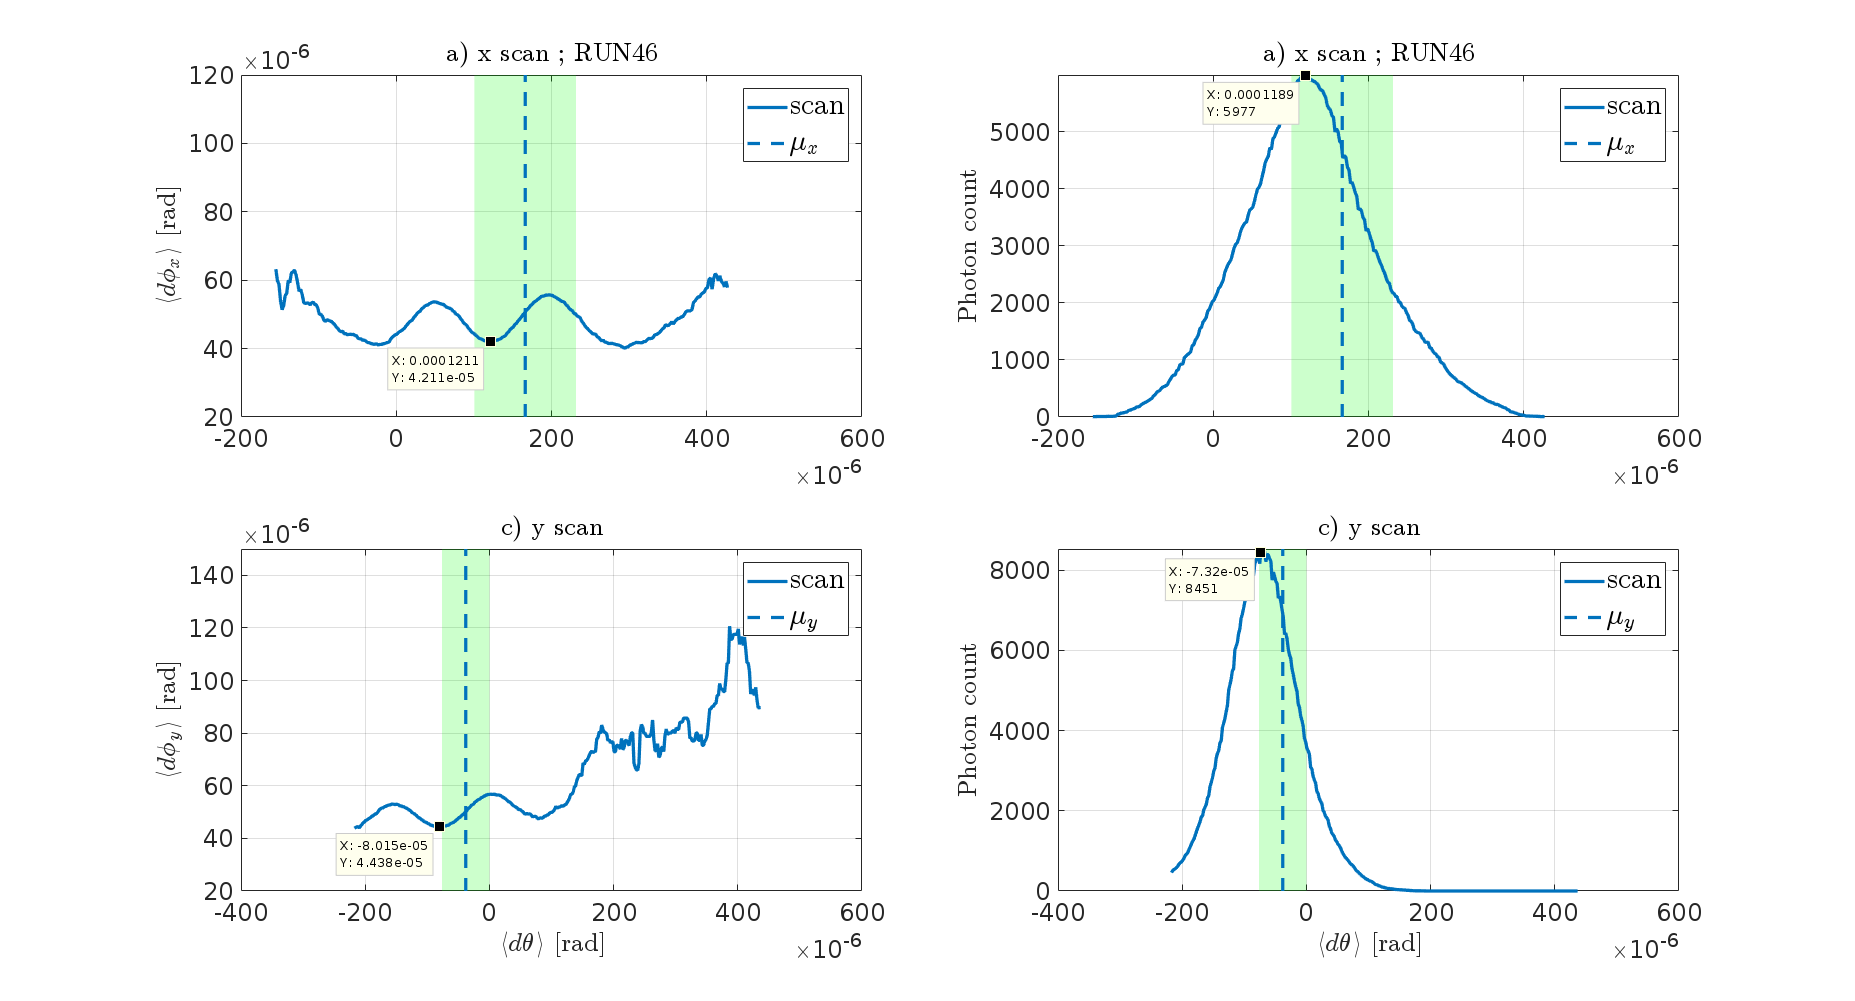 a) x scan ; RUN46
×10⁻⁶
120
100
80
60
40
20
⟨dϕₓ⟩ [rad]
scan
μₓ
X: 0.0001211
Y: 4.211e-05
-200 0 200 400 600
×10⁻⁶
a) x scan ; RUN46
5000
4000
3000
2000
1000
0
Photon count
scan
μₓ
X: 0.0001189
Y: 5977
-200 0 200 400 600
×10⁻⁶
c) y scan
×10⁻⁶
140
120
100
80
60
40
20
⟨dϕ_y⟩ [rad]
scan
μ_y
X: -8.015e-05
Y: 4.438e-05
-400 -200 0 200 400 600
⟨dθ⟩ [rad]
×10⁻⁶
c) y scan
8000
6000
4000
2000
0
Photon count
scan
μ_y
X: -7.32e-05
Y: 8451
-400 -200 0 200 400 600
⟨dθ⟩ [rad]
×10⁻⁶